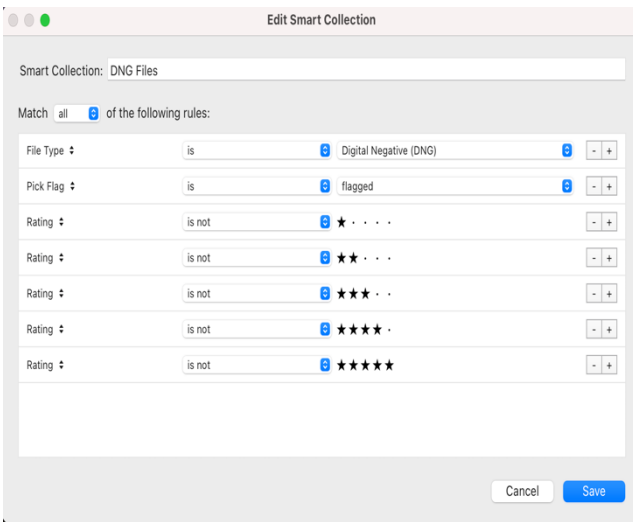 Edit Smart Collection
Smart Collection: DNG Files
Match all of the following rules:
File Type is Digital Negative (DNG) - +
Pick Flag is flagged - +
Rating is not ★ · · · · - +
Rating is not ★★ · · · - +
Rating is not ★★★ · · - +
Rating is not ★★★★ · - +
Rating is not ★★★★★ - +
Cancel Save